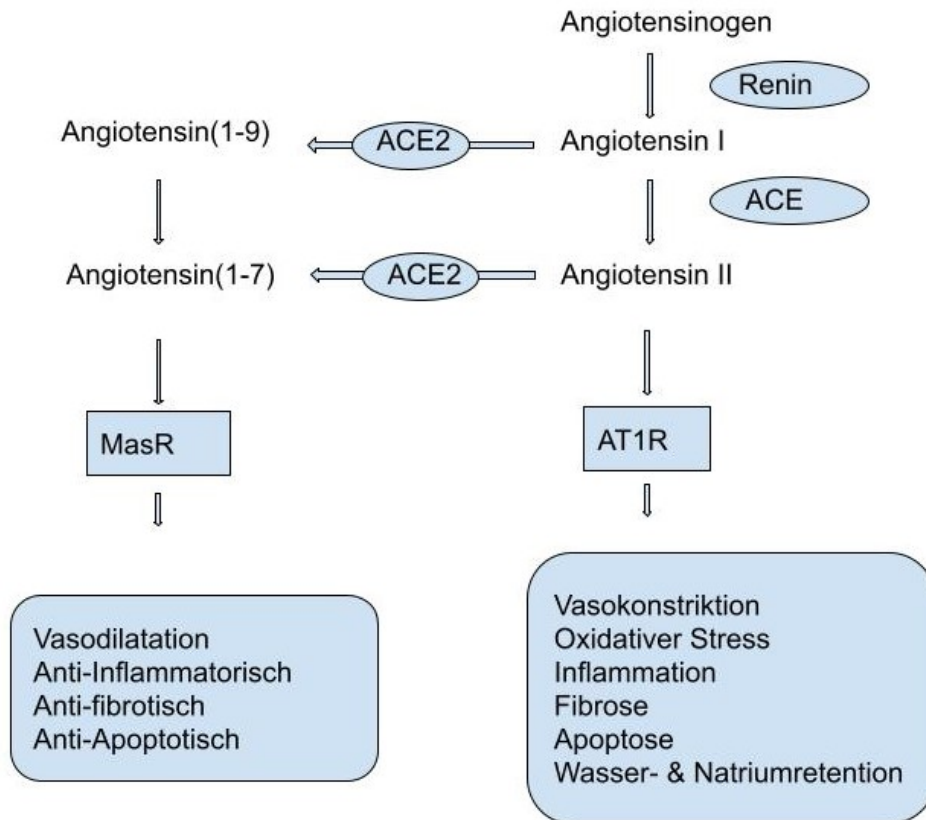 Angiotensinogen
Renin
Angiotensin(1-9)
ACE2
Angiotensin I
ACE
Angiotensin(1-7)
ACE2
Angiotensin II
MasR
AT1R
Vasodilatation
Anti-Inflammatorisch
Anti-fibrotisch
Anti-Apoptotisch
Vasokonstriktion
Oxidativer Stress
Inflammation
Fibrose
Apoptose
Wasser- & Natriumretention